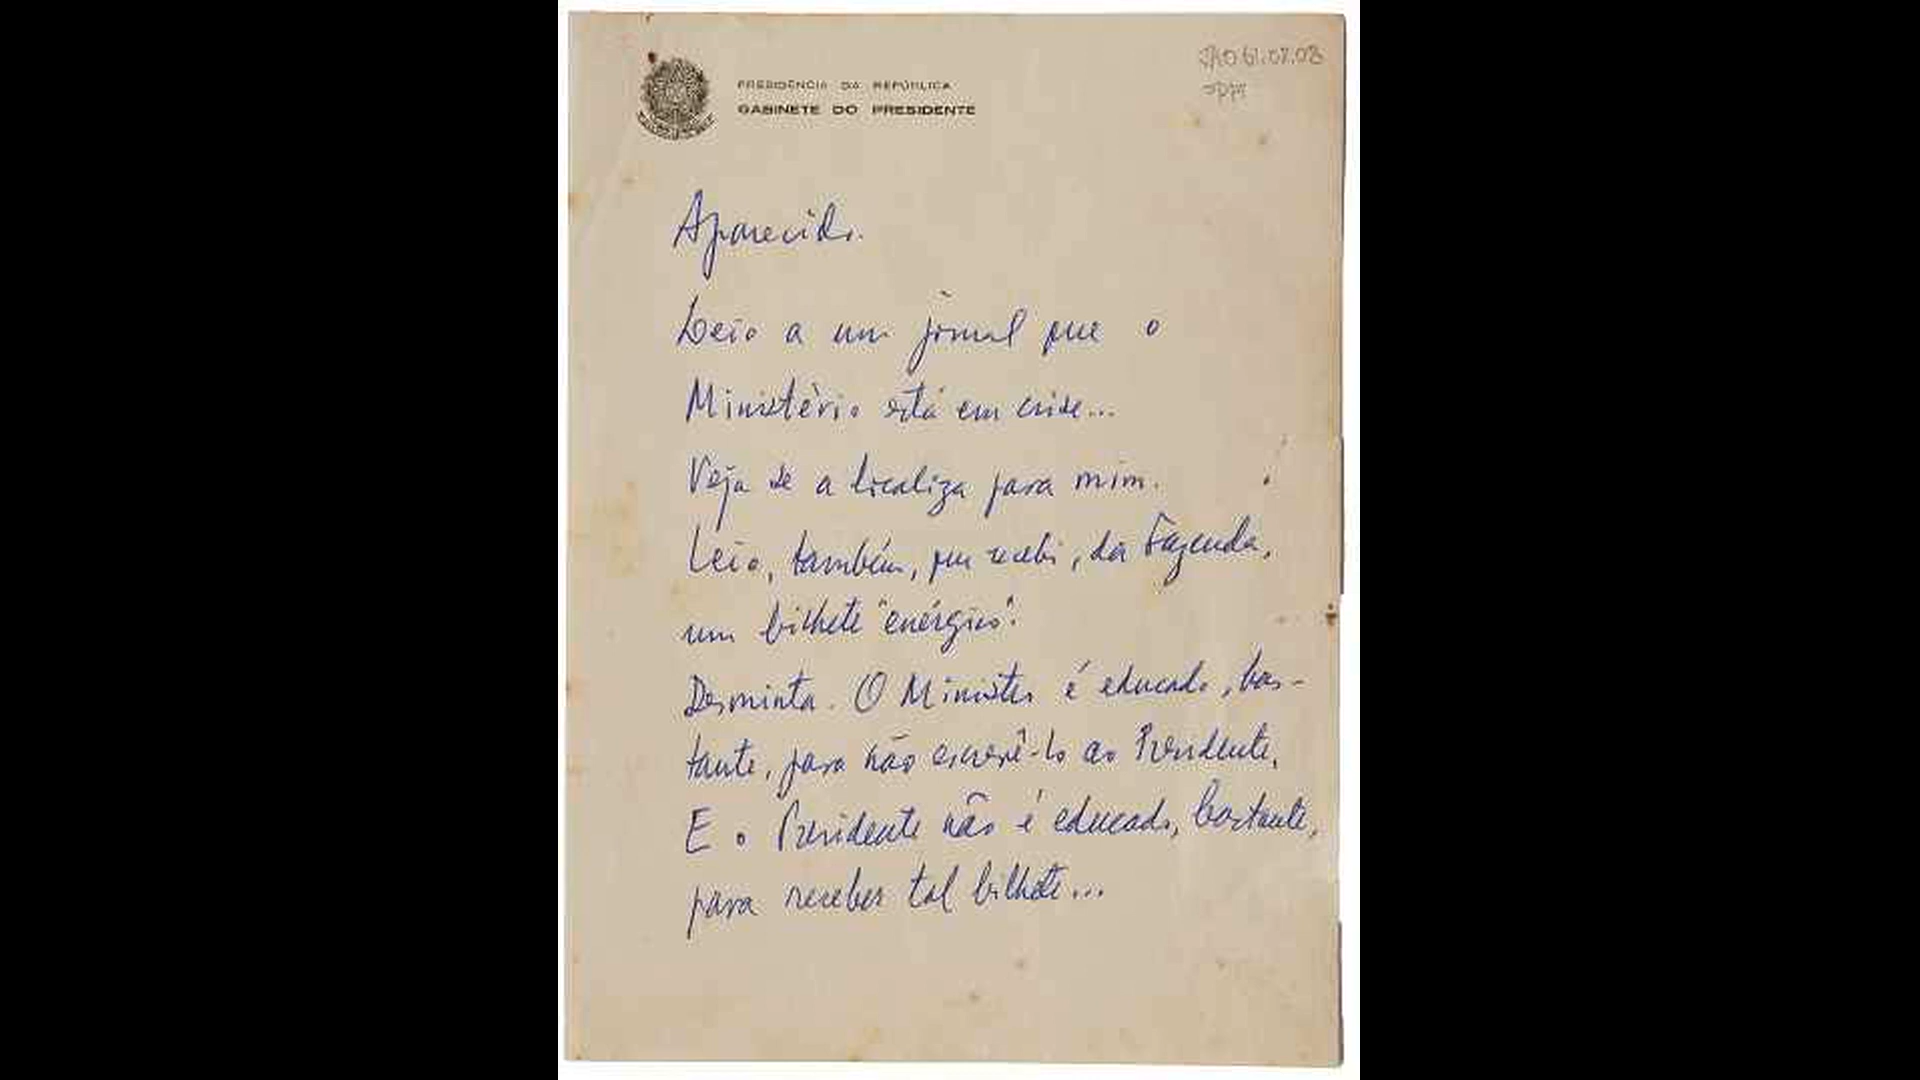 PRESIDÊNCIA DA REPÚBLICA
GABINETE DO PRESIDENTE
Aparecido.
Leio a um jornal que o
Ministério está em crise...
Veja se a localiza para mim.
Leio, também, que recebi, da Fazenda,
um bilhete "enérgico".
Desminta. O Ministro é educado, bas-
tante, para não escrevê-lo ao Presidente.
E o Presidente não é educado, bastante,
para receber tal bilhete...